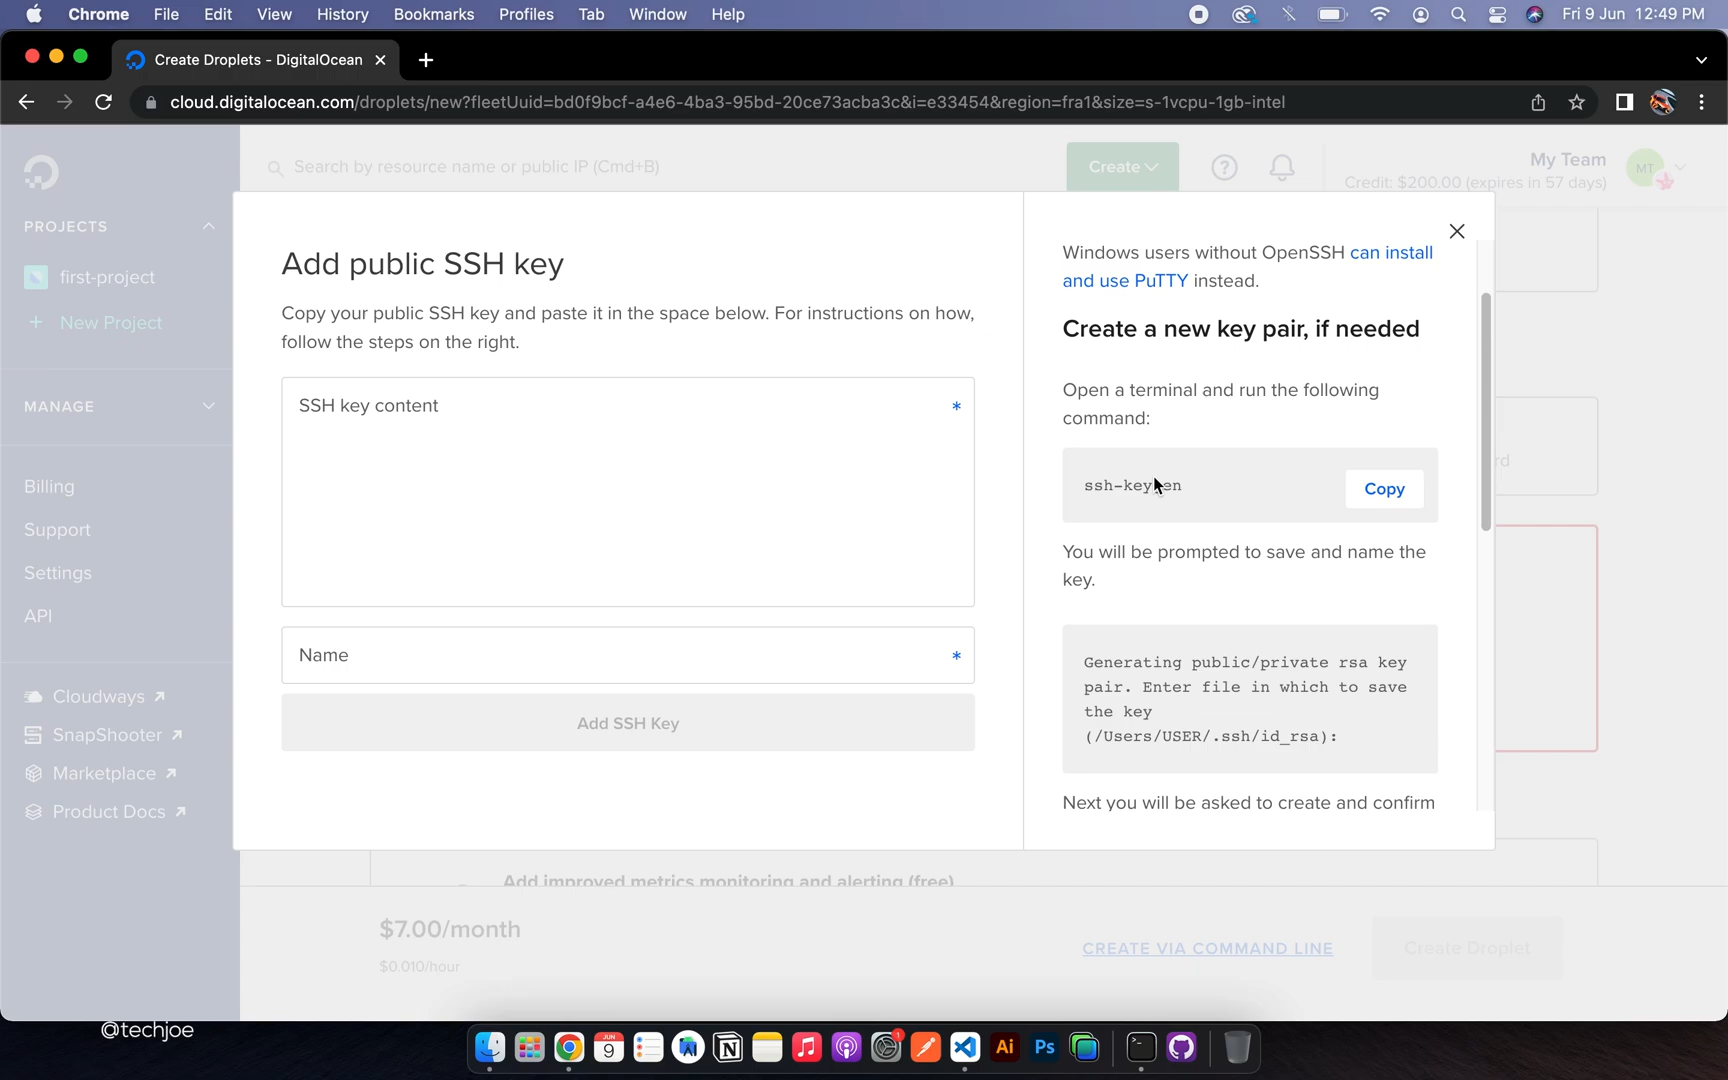 Chrome File Edit View History Bookmarks Profiles Tab Window Help Fri 9 Jun 12:49 PM
Create Droplets - DigitalOcean
cloud.digitalocean.com/droplets/new?fleetUuid=bd0f9bcf-a4e6-4ba3-95bd-20ce73acba3c&i=e33454&region=fra1&size=s-1vcpu-1gb-intel
Search by resource name or public IP (Cmd+B)
Create
My Team
Credit: $200.00 (expires in 57 days)
MT
PROJECTS
first-project
+ New Project
MANAGE
Billing
Support
Settings
API
Cloudways
SnapShooter
Marketplace
Product Docs
Add public SSH key
Copy your public SSH key and paste it in the space below. For instructions on how,
follow the steps on the right.
SSH key content *
Name *
Add SSH Key
Windows users without OpenSSH can install
and use PuTTY instead.
Create a new key pair, if needed
Open a terminal and run the following
command:
ssh-keygen
Copy
You will be prompted to save and name the
key.
Generating public/private rsa key
pair. Enter file in which to save
the key
(/Users/USER/.ssh/id_rsa):
Next you will be asked to create and confirm
rd
Add improved metrics monitoring and alerting (free)
$7.00/month
$0.010/hour
CREATE VIA COMMAND LINE
Create Droplet
@techjoe
JUN
9
1
Ai
Ps